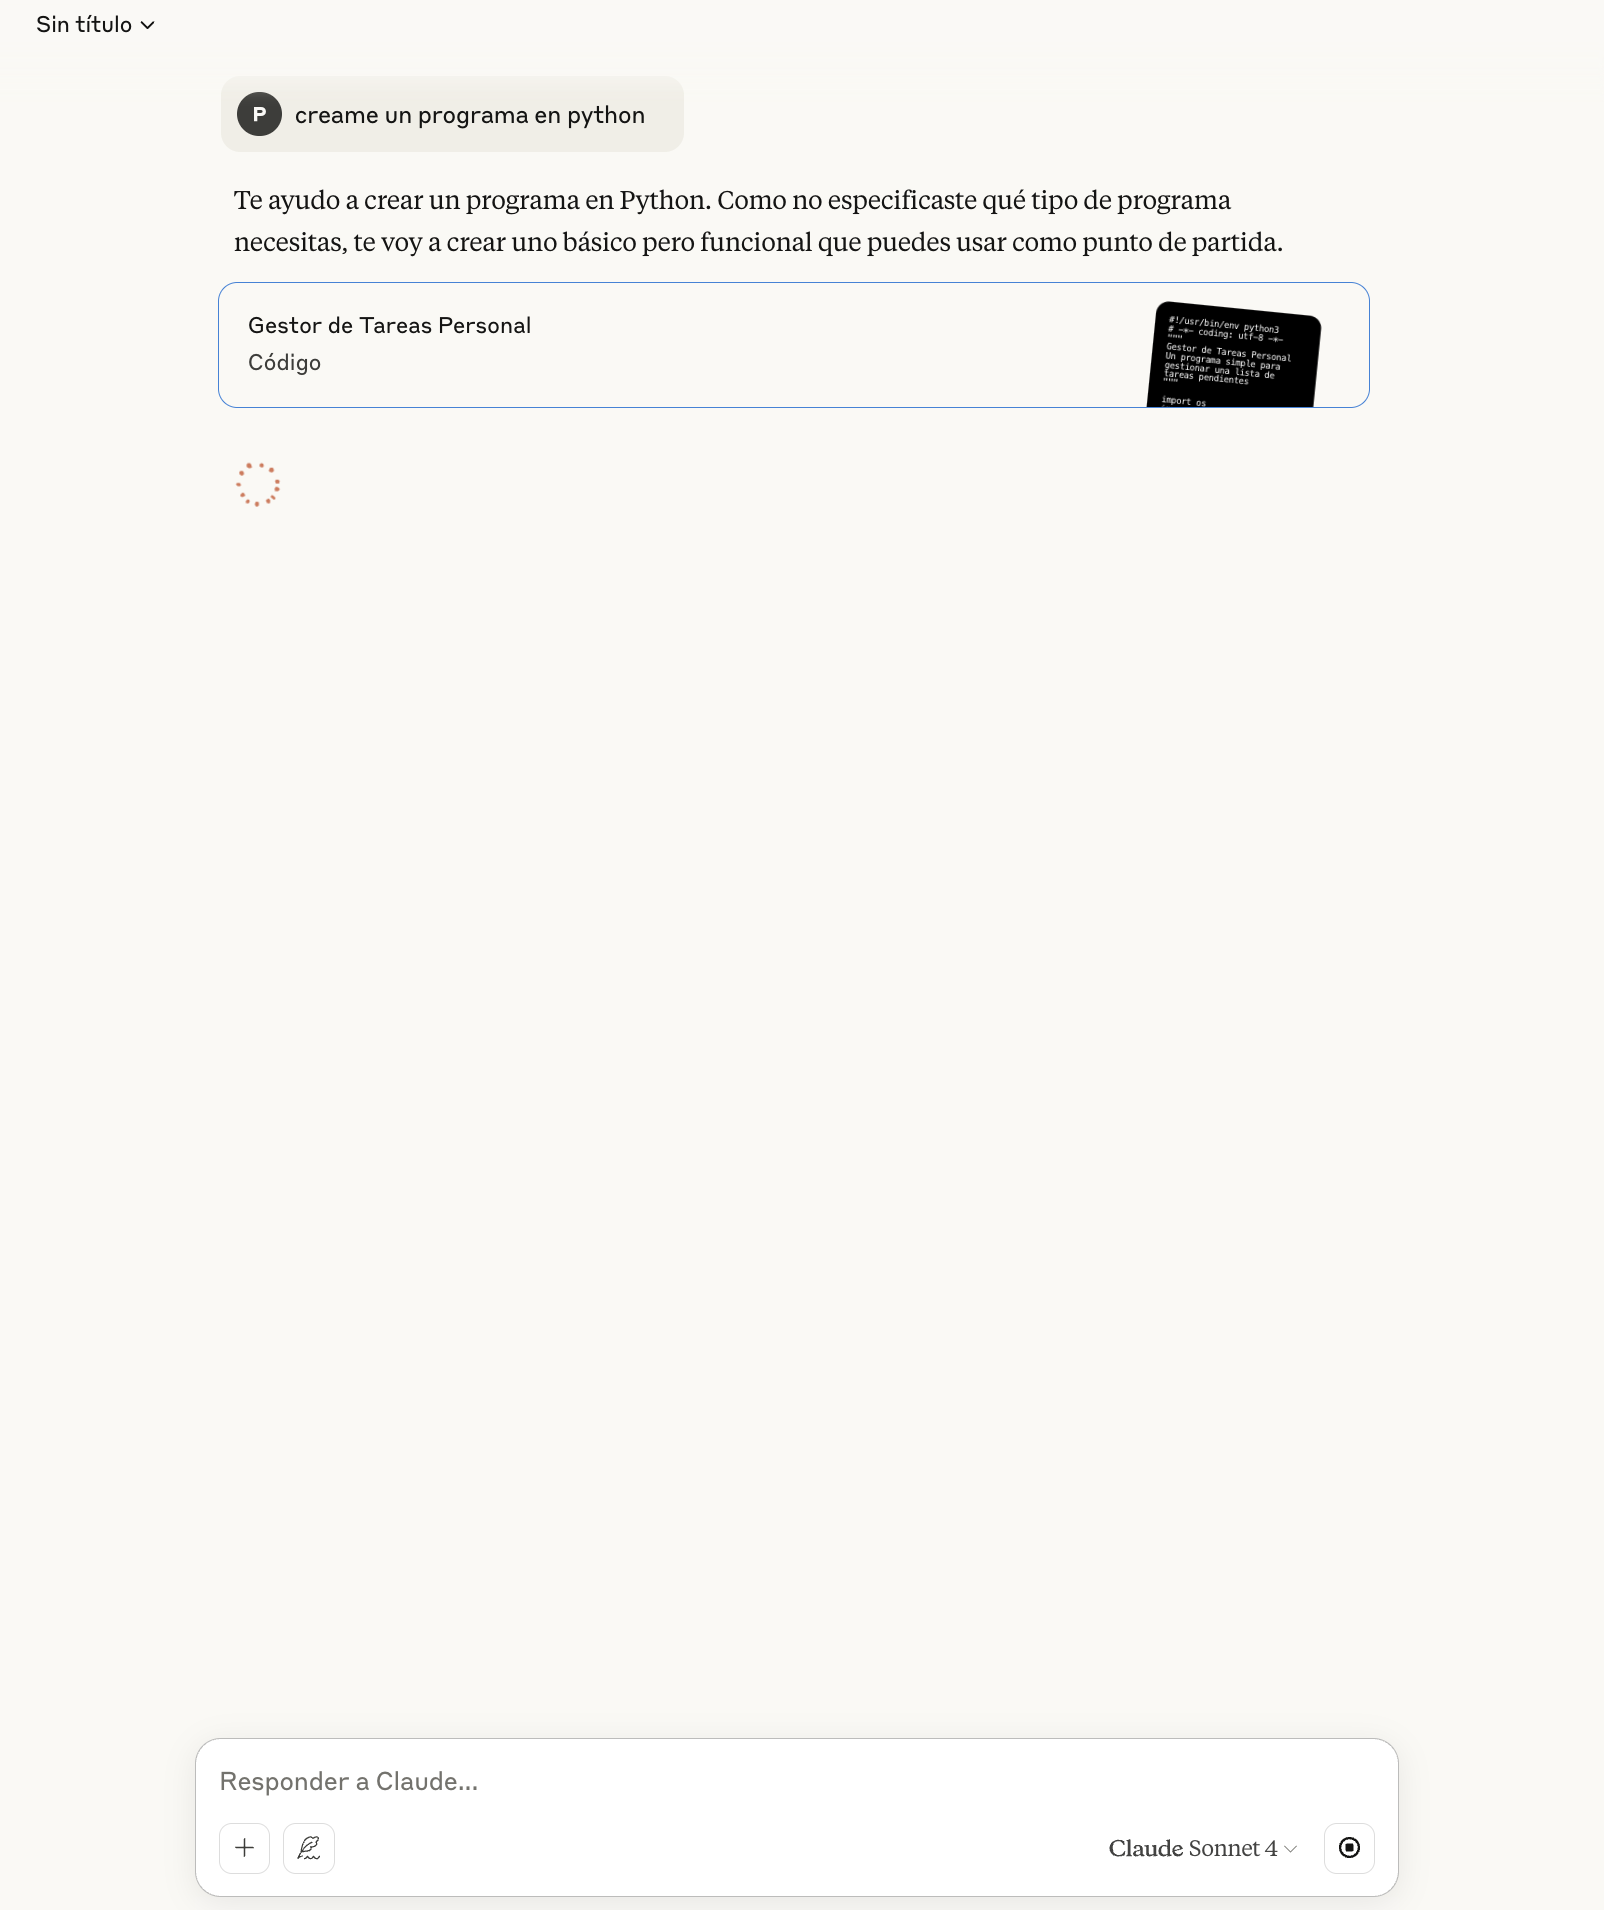 Sin título
P
creame un programa en python
Te ayudo a crear un programa en Python. Como no especificaste qué tipo de programa
necesitas, te voy a crear uno básico pero funcional que puedes usar como punto de partida.
Gestor de Tareas Personal
Código
#!/usr/bin/env python3
# -*- coding: utf-8 -*-
"""
Gestor de Tareas Personal
Un programa simple para
gestionar una lista de
tareas pendientes
"""
import os
Responder a Claude...
Claude Sonnet 4